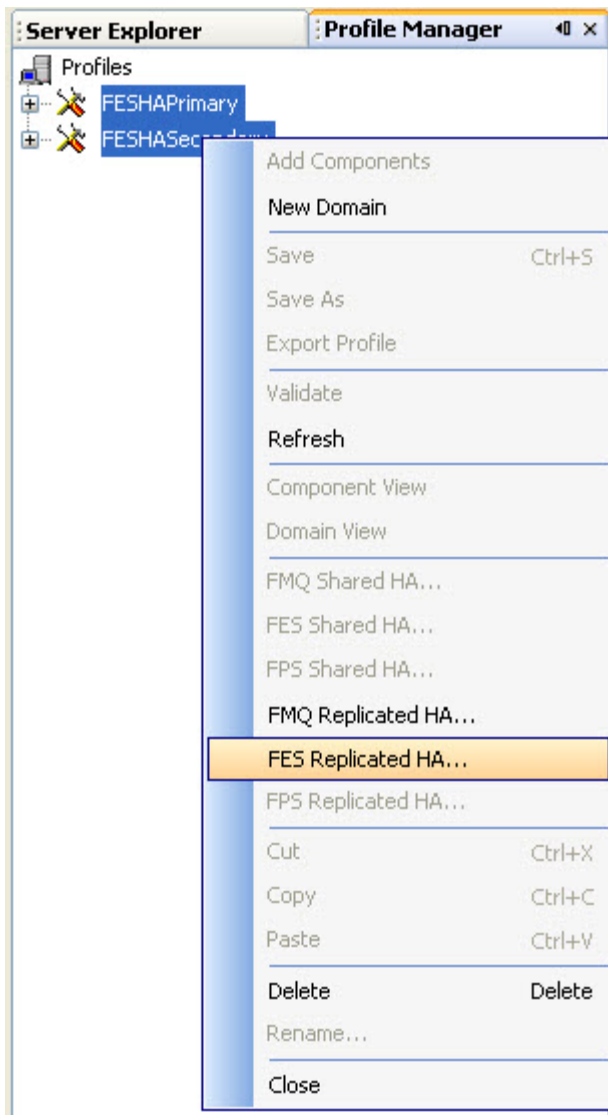 Server Explorer Profile Manager
Profiles
FESHAPrimary
FESHASecondary
Add Components
New Domain
Save Ctrl+S
Save As
Export Profile
Validate
Refresh
Component View
Domain View
FMQ Shared HA...
FES Shared HA...
FPS Shared HA...
FMQ Replicated HA...
FES Replicated HA...
FPS Replicated HA...
Cut Ctrl+X
Copy Ctrl+C
Paste Ctrl+V
Delete Delete
Rename...
Close